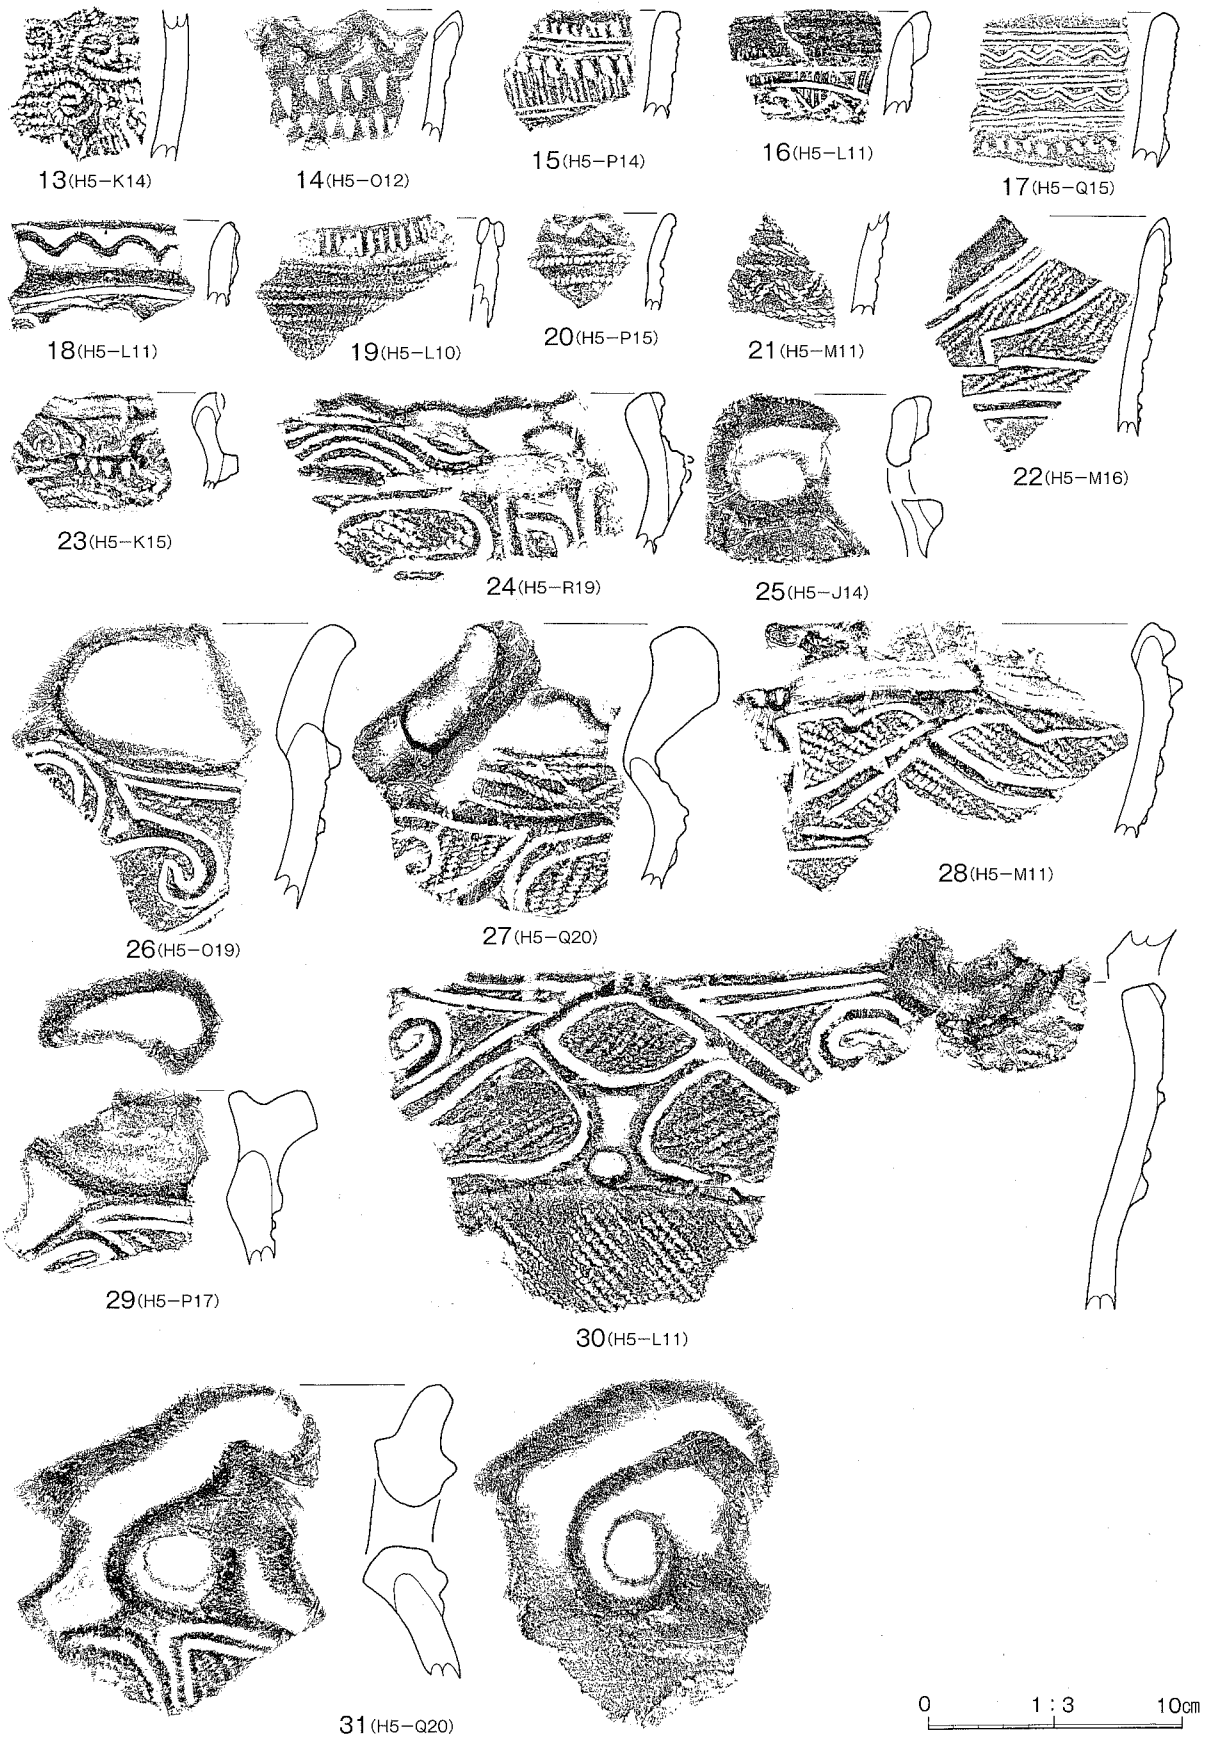 13(H5-K14)
14(H5-O12)
15(H5-P14)
16(H5-L11)
17(H5-Q15)
18(H5-L11)
19(H5-L10)
20(H5-P15)
21(H5-M11)
22(H5-M16)
23(H5-K15)
24(H5-R19)
25(H5-J14)
26(H5-O19)
27(H5-Q20)
28(H5-M11)
29(H5-P17)
30(H5-L11)
31(H5-Q20)
0 1:3 10cm